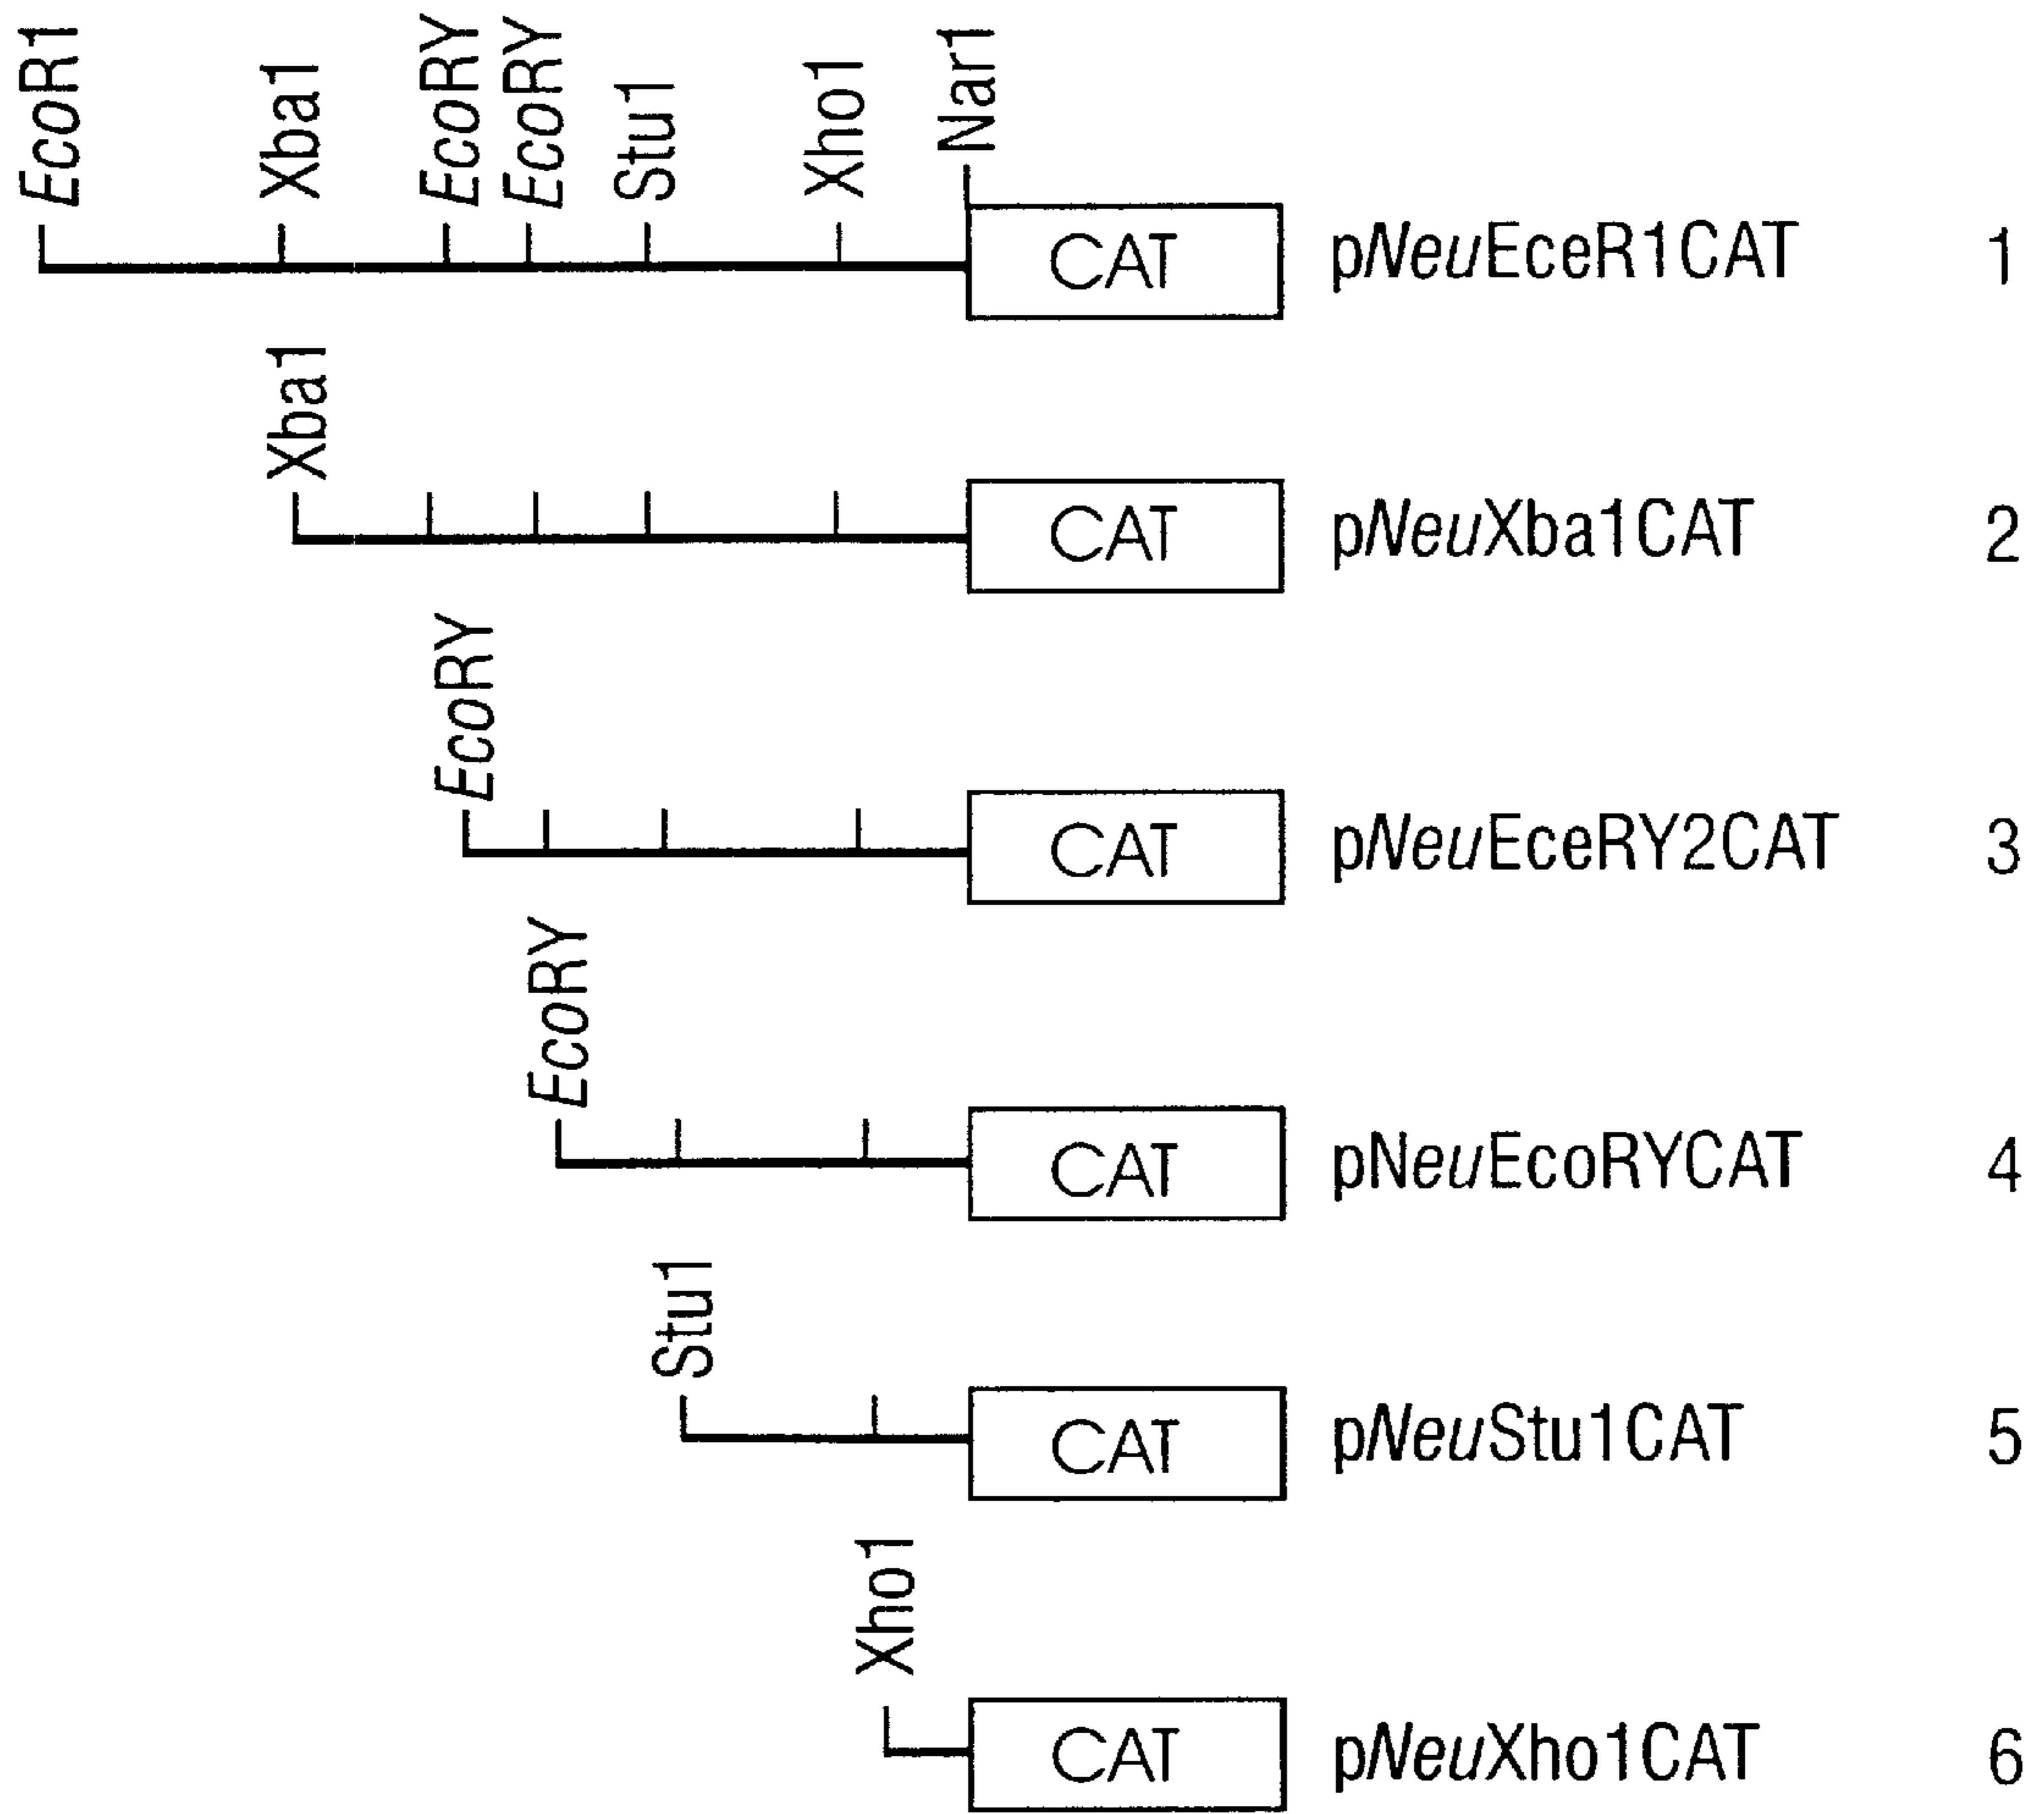 EcoR1 Xba1 EcoRY EcoRY Stu1 Xho1 Nar1
CAT pNeuEceR1CAT 1
Xba1
CAT pNeuXba1CAT 2
EcoRY
CAT pNeuEceRY2CAT 3
EcoRY
CAT pNeuEcoRYCAT 4
Stu1
CAT pNeuStu1CAT 5
Xho1
CAT pNeuXho1CAT 6